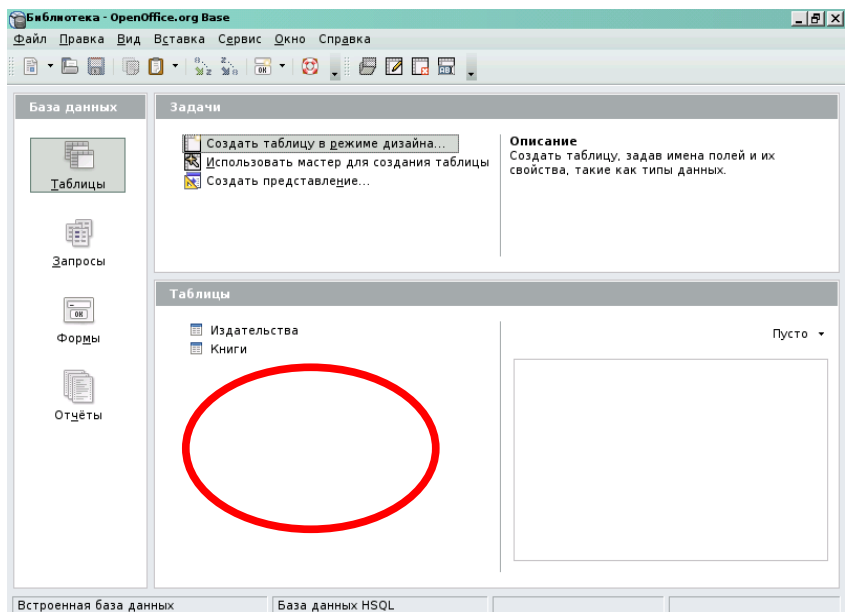 Библиотека - OpenOffice.org Base
Файл Правка Вид Вставка Сервис Окно Справка
База данных
Таблицы
Запросы
Формы
Отчёты
Задачи
Создать таблицу в режиме дизайна...
Использовать мастер для создания таблицы
Создать представление...
Описание
Создать таблицу, задав имена полей и их
свойства, такие как типы данных.
Таблицы
Издательства
Книги
Пусто
Встроенная база данных
База данных HSQL